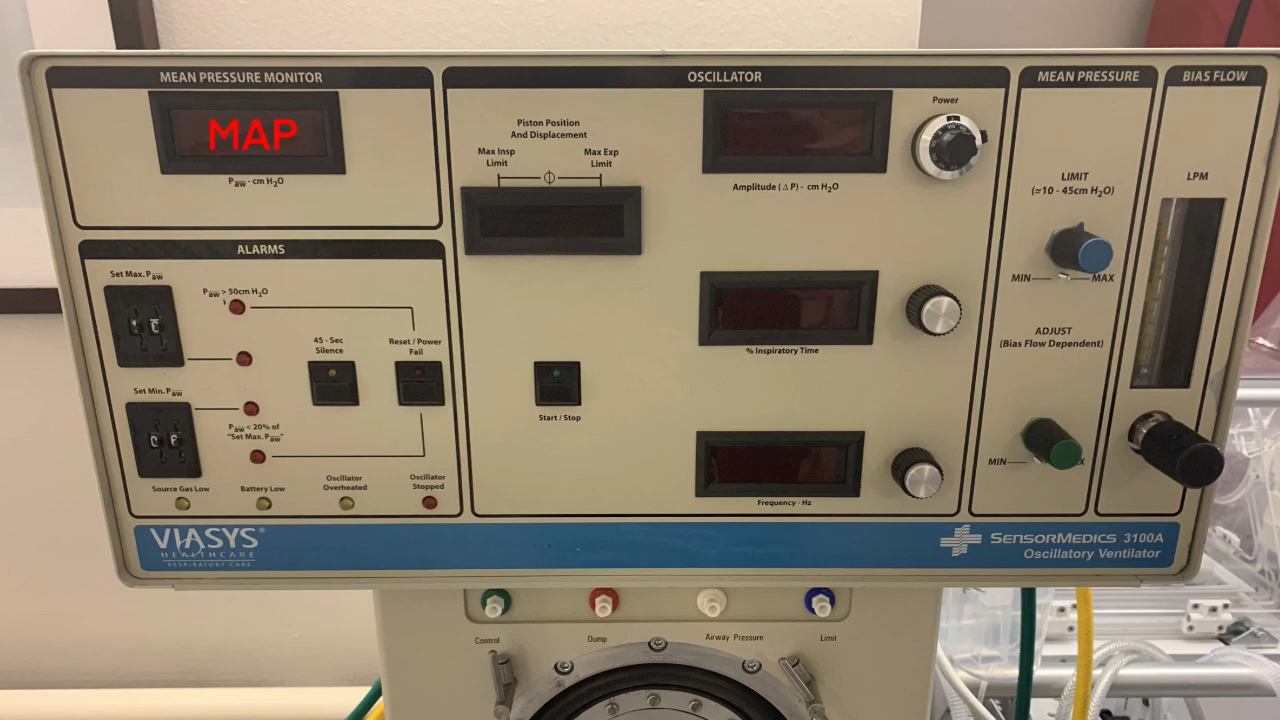 MEAN PRESSURE MONITOR
MAP
Paw - cm H2O
ALARMS
Set Max. Paw
Paw > 50cm H2O
45 - Sec
Silence
Reset / Power
Fail
Set Min. Paw
Paw < 20% of
"Set Max. Paw"
Source Gas Low
Battery Low
Oscillator
Overheated
Oscillator
Stopped
OSCILLATOR
Piston Position
And Displacement
Max Insp
Limit
Max Exp
Limit
Start / Stop
Power
Amplitude ( Δ P ) - cm H2O
% Inspiratory Time
Frequency - Hz
MEAN PRESSURE
LIMIT
(≈10 - 45cm H2O)
MIN
MAX
ADJUST
(Bias Flow Dependent)
MIN
BIAS FLOW
LPM
VIASYS®
HEALTHCARE
RESPIRATORY CARE
SENSORMEDICS 3100A
Oscillatory Ventilator
Control
Dump
Airway Pressure
Limit